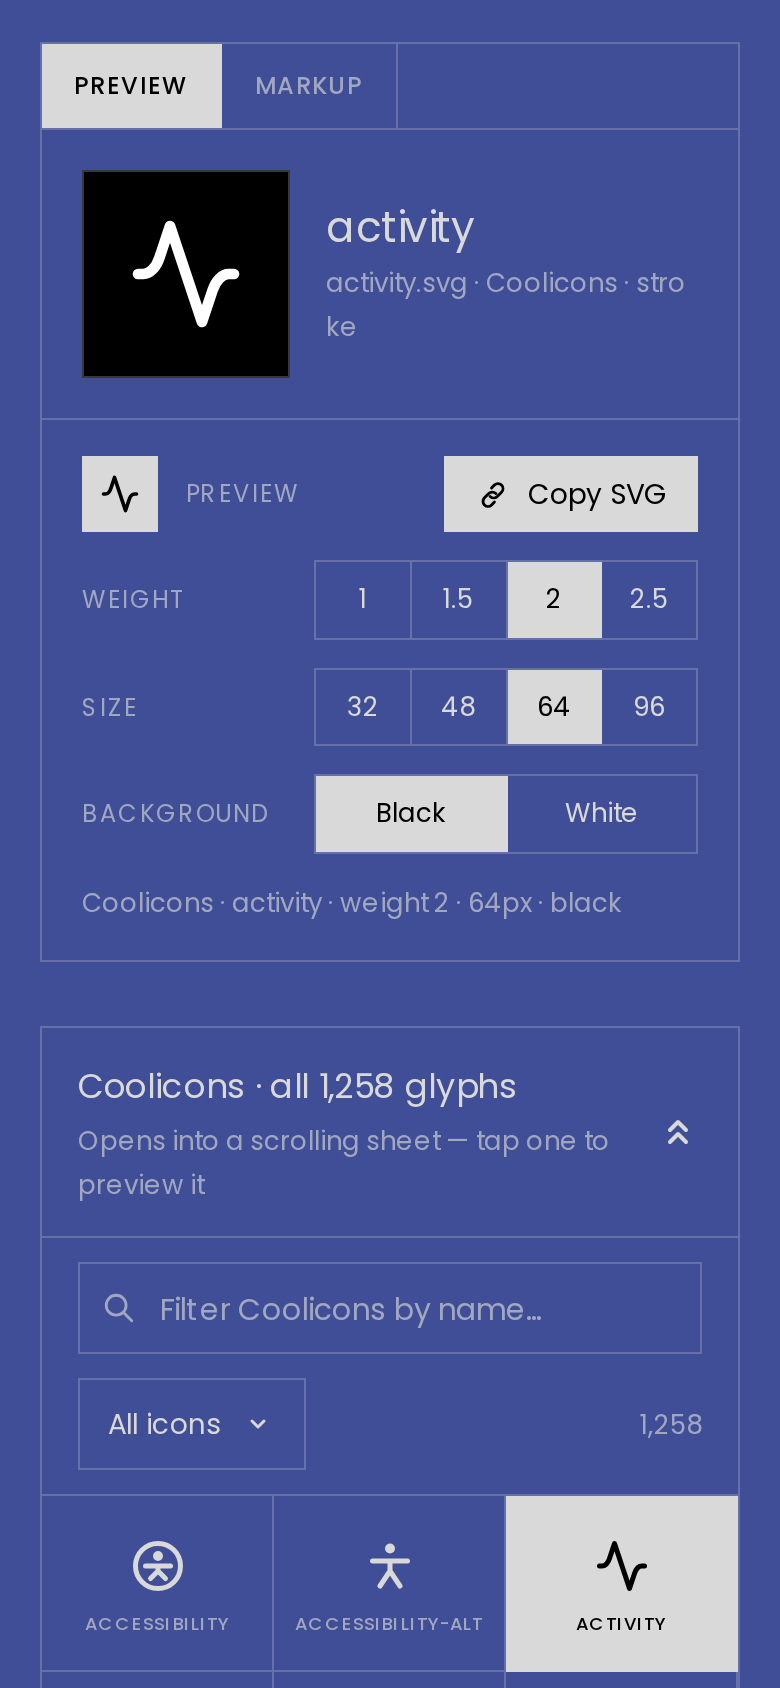 PREVIEW MARKUP
activity
activity.svg · Coolicons · stro
ke
PREVIEW Copy SVG
WEIGHT 1 1.5 2 2.5
SIZE 32 48 64 96
BACKGROUND Black White
Coolicons · activity · weight 2 · 64px · black
Coolicons · all 1,258 glyphs
Opens into a scrolling sheet — tap one to
preview it
Filter Coolicons by name…
All icons 1,258
ACCESSIBILITY ACCESSIBILITY-ALT ACTIVITY